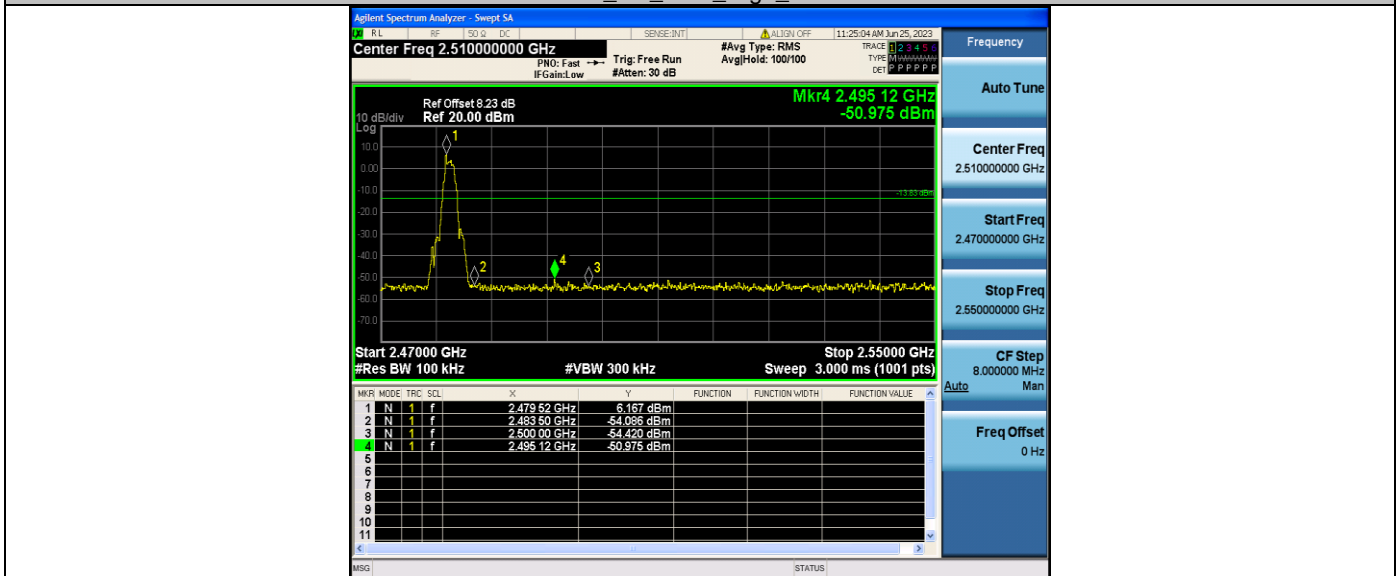 Agilent Spectrum Analyzer - Swept SA
RL RF 50 Ω DC SENSE:INT ALIGN OFF 11:25:04 AM Jun 25, 2023
Center Freq 2.510000000 GHz
PNO: Fast
IFGain:Low
Trig: Free Run
#Atten: 30 dB
#Avg Type: RMS
Avg|Hold: 100/100
TRACE 1 2 3 4 5 6
TYPE M
DET P P P P P P
Mkr4 2.495 12 GHz
-50.975 dBm
Ref Offset 8.23 dB
10 dB/div Ref 20.00 dBm
Log
10.0
0.00
-10.0
-20.0
-30.0
-40.0
-50.0
-60.0
-70.0
1
2
4
3
-13.83 dBm
Start 2.47000 GHz Stop 2.55000 GHz
#Res BW 100 kHz #VBW 300 kHz Sweep 3.000 ms (1001 pts)
MKR MODE TRC SCL X Y FUNCTION FUNCTION WIDTH FUNCTION VALUE
1 N 1 f 2.479 52 GHz 6.167 dBm
2 N 1 f 2.483 50 GHz -54.086 dBm
3 N 1 f 2.500 00 GHz -54.420 dBm
4 N 1 f 2.495 12 GHz -50.975 dBm
5
6
7
8
9
10
11
MSG STATUS
Frequency
Auto Tune
Center Freq
2.510000000 GHz
Start Freq
2.470000000 GHz
Stop Freq
2.550000000 GHz
CF Step
8.000000 MHz
Auto Man
Freq Offset
0 Hz